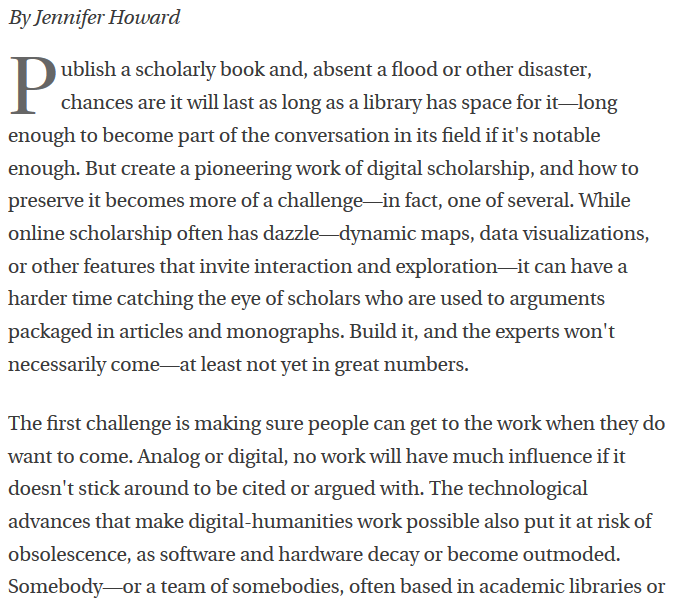 By Jennifer Howard
Publish a scholarly book and, absent a flood or other disaster,
chances are it will last as long as a library has space for it—long
enough to become part of the conversation in its field if it's notable
enough. But create a pioneering work of digital scholarship, and how to
preserve it becomes more of a challenge—in fact, one of several. While
online scholarship often has dazzle—dynamic maps, data visualizations,
or other features that invite interaction and exploration—it can have a
harder time catching the eye of scholars who are used to arguments
packaged in articles and monographs. Build it, and the experts won't
necessarily come—at least not yet in great numbers.
The first challenge is making sure people can get to the work when they do
want to come. Analog or digital, no work will have much influence if it
doesn't stick around to be cited or argued with. The technological
advances that make digital-humanities work possible also put it at risk of
obsolescence, as software and hardware decay or become outmoded.
Somebody—or a team of somebodies, often based in academic libraries or